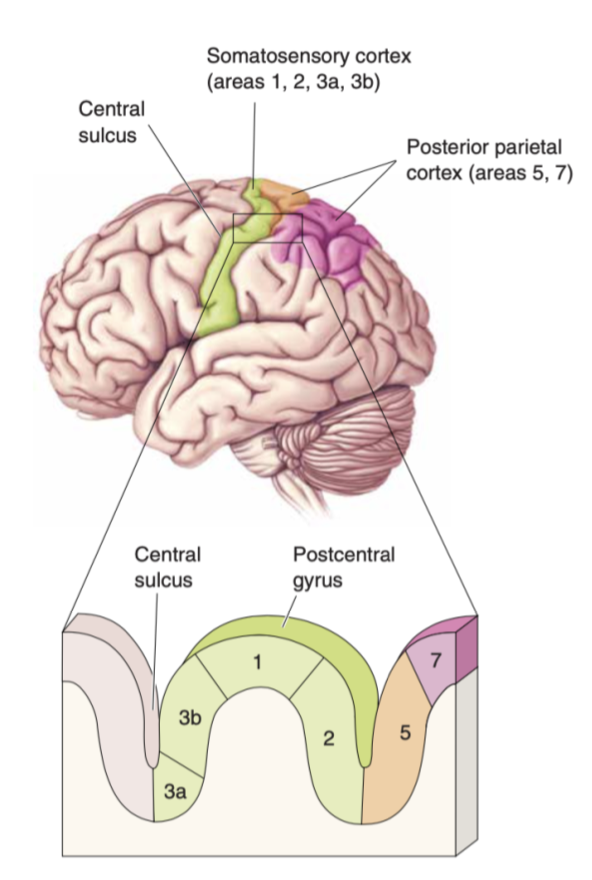 Somatosensory cortex
(areas 1, 2, 3a, 3b)
Central
sulcus
Posterior parietal
cortex (areas 5, 7)
Central
sulcus
Postcentral
gyrus
1
7
3b
2
5
3a